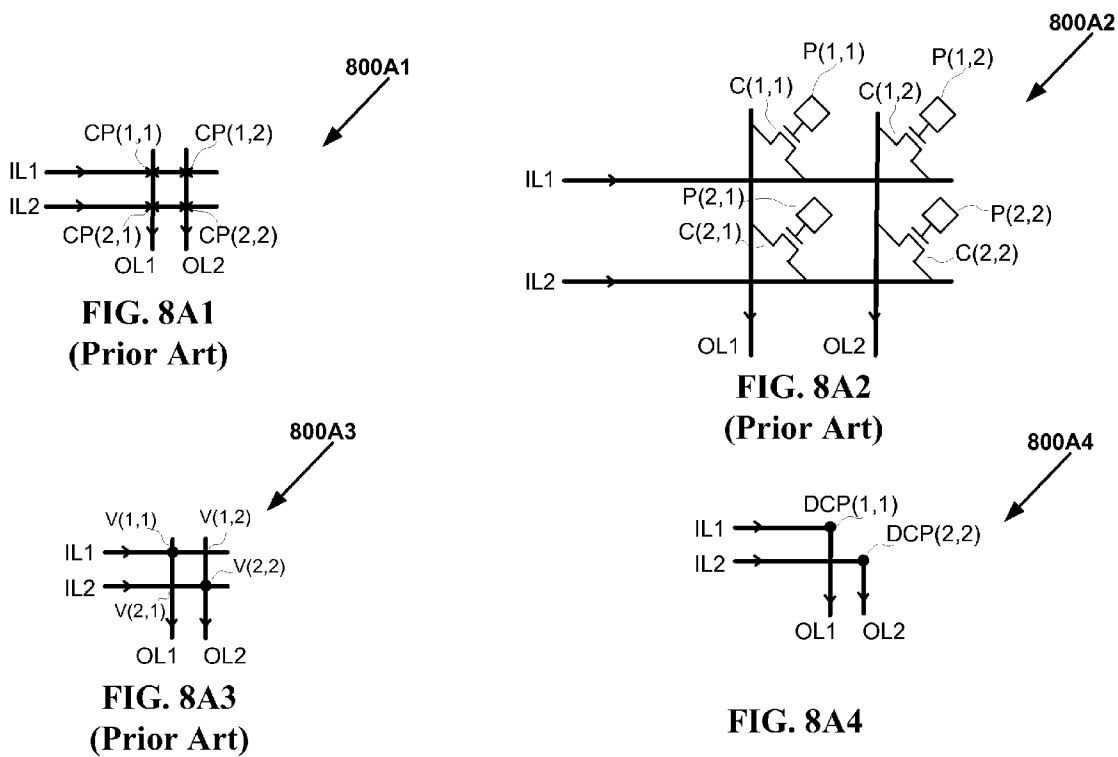 800A1
CP(1,1) CP(1,2)
IL1
IL2
CP(2,1) CP(2,2)
OL1 OL2
FIG. 8A1
(Prior Art)
800A2
P(1,1) P(1,2)
C(1,1) C(1,2)
IL1
P(2,1) P(2,2)
C(2,1) C(2,2)
IL2
OL1 OL2
FIG. 8A2
(Prior Art)
800A3
V(1,1) V(1,2)
IL1
V(2,2)
IL2
V(2,1)
OL1 OL2
FIG. 8A3
(Prior Art)
800A4
DCP(1,1)
IL1
DCP(2,2)
IL2
OL1 OL2
FIG. 8A4